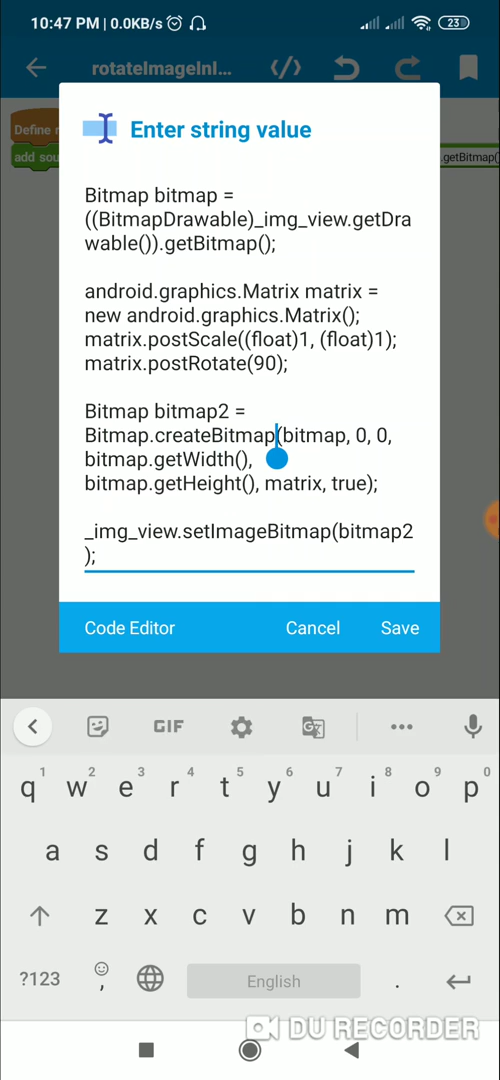 10:47 PM | 0.0KB/s
23
rotateImageInI...
Define
add sou
.getBitmap(
Enter string value
Bitmap bitmap =
((BitmapDrawable)_img_view.getDra
wable()).getBitmap();
android.graphics.Matrix matrix =
new android.graphics.Matrix();
matrix.postScale((float)1, (float)1);
matrix.postRotate(90);
Bitmap bitmap2 =
Bitmap.createBitmap(bitmap, 0, 0,
bitmap.getWidth(),
bitmap.getHeight(), matrix, true);
_img_view.setImageBitmap(bitmap2
);
Code Editor Cancel Save
GIF
1 2 3 4 5 6 7 8 9 0
q w e r t y u i o p
a s d f g h j k l
z x c v b n m
?123 , English .
DU RECORDER